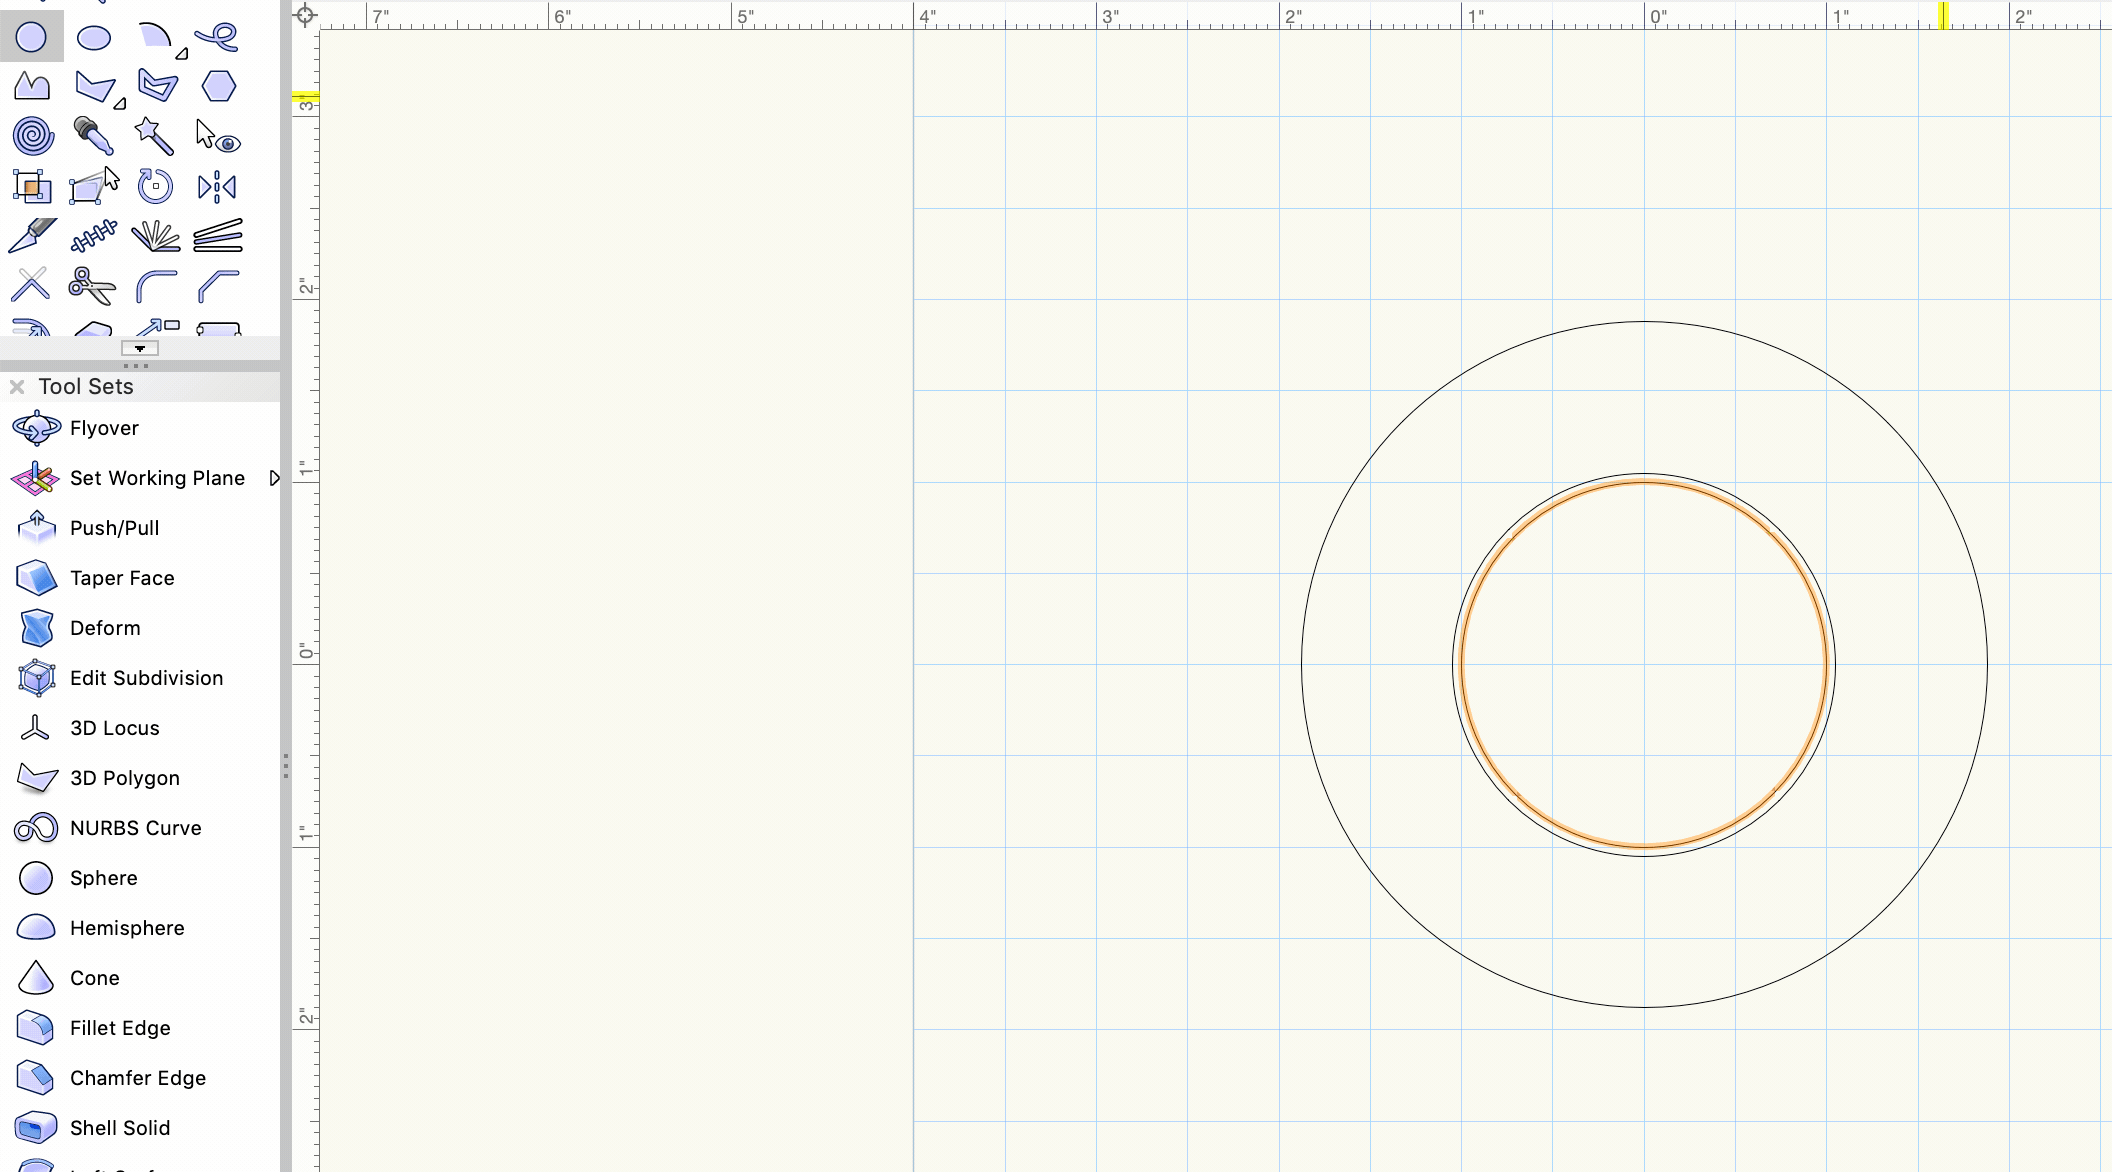 7" 6" 5" 4" 3" 2" 1" 0" 1" 2"
3"
2"
1"
0"
1"
2"
Tool Sets
Flyover
Set Working Plane
Push/Pull
Taper Face
Deform
Edit Subdivision
3D Locus
3D Polygon
NURBS Curve
Sphere
Hemisphere
Cone
Fillet Edge
Chamfer Edge
Shell Solid